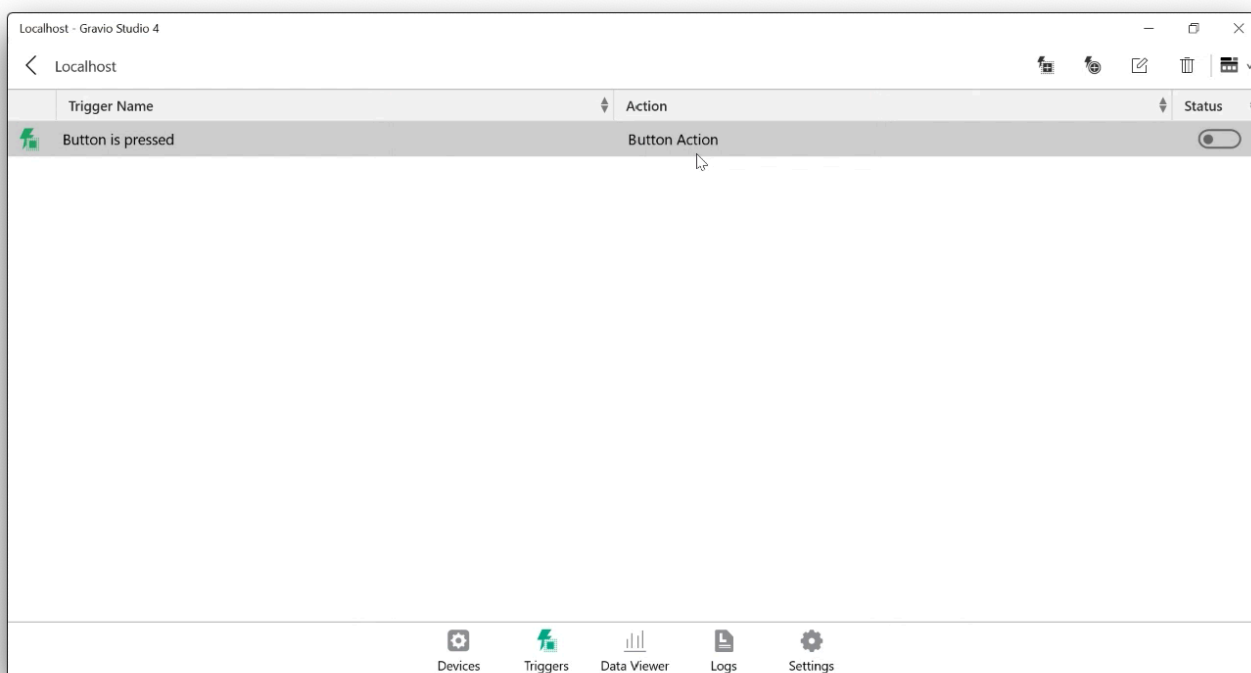 Localhost - Gravio Studio 4
Localhost
Trigger Name Action Status
Button is pressed Button Action
Devices Triggers Data Viewer Logs Settings